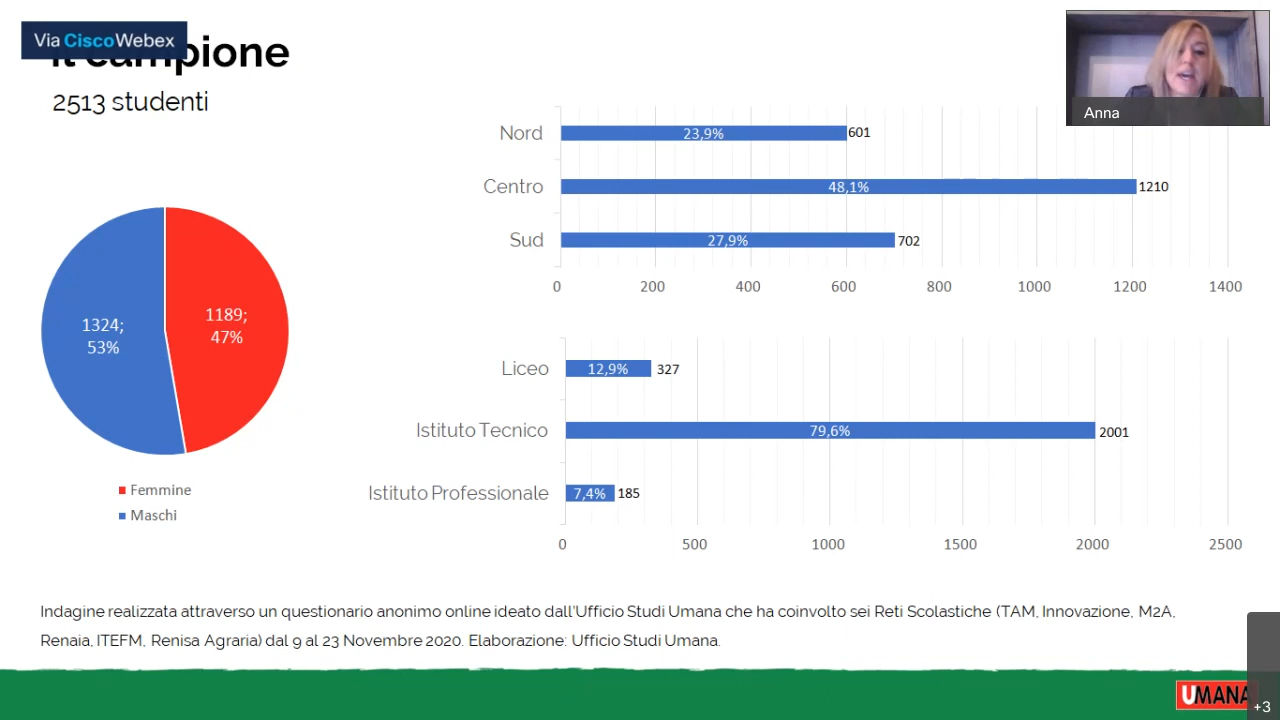 Via CiscoWebex
Il campione
2513 studenti
Anna
Nord
23,9%
601
Centro
48,1%
1210
Sud
27,9%
702
0 200 400 600 800 1000 1200 1400
1324;
53%
1189;
47%
Femmine
Maschi
Liceo
12,9%
327
Istituto Tecnico
79,6%
2001
Istituto Professionale
7,4%
185
0 500 1000 1500 2000 2500
Indagine realizzata attraverso un questionario anonimo online ideato dall'Ufficio Studi Umana che ha coinvolto sei Reti Scolastiche (TAM, Innovazione, M2A,
Renaia, ITEFM, Renisa Agraria) dal 9 al 23 Novembre 2020. Elaborazione: Ufficio Studi Umana.
UMANA
+3